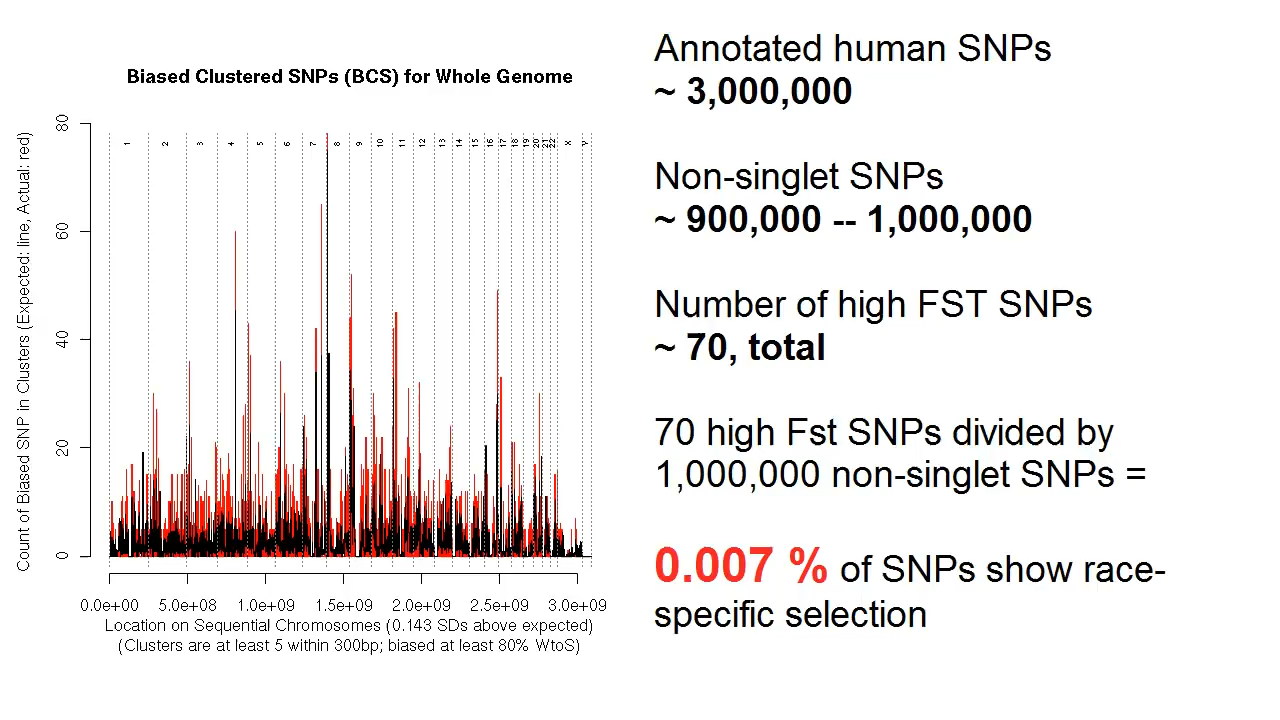 Biased Clustered SNPs (BCS) for Whole Genome
Count of Biased SNP in Clusters (Expected: line, Actual: red)
80
60
40
20
0
1 2 3 4 5 6 7 8 9 10 11 12 13 14 15 16 17 18 19 20 21 22 X Y
0.0e+00 5.0e+08 1.0e+09 1.5e+09 2.0e+09 2.5e+09 3.0e+09
Location on Sequential Chromosomes (0.143 SDs above expected)
(Clusters are at least 5 within 300bp; biased at least 80% WtoS)
Annotated human SNPs
~ 3,000,000
Non-singlet SNPs
~ 900,000 -- 1,000,000
Number of high FST SNPs
~ 70, total
70 high Fst SNPs divided by
1,000,000 non-singlet SNPs =
0.007 % of SNPs show race-
specific selection